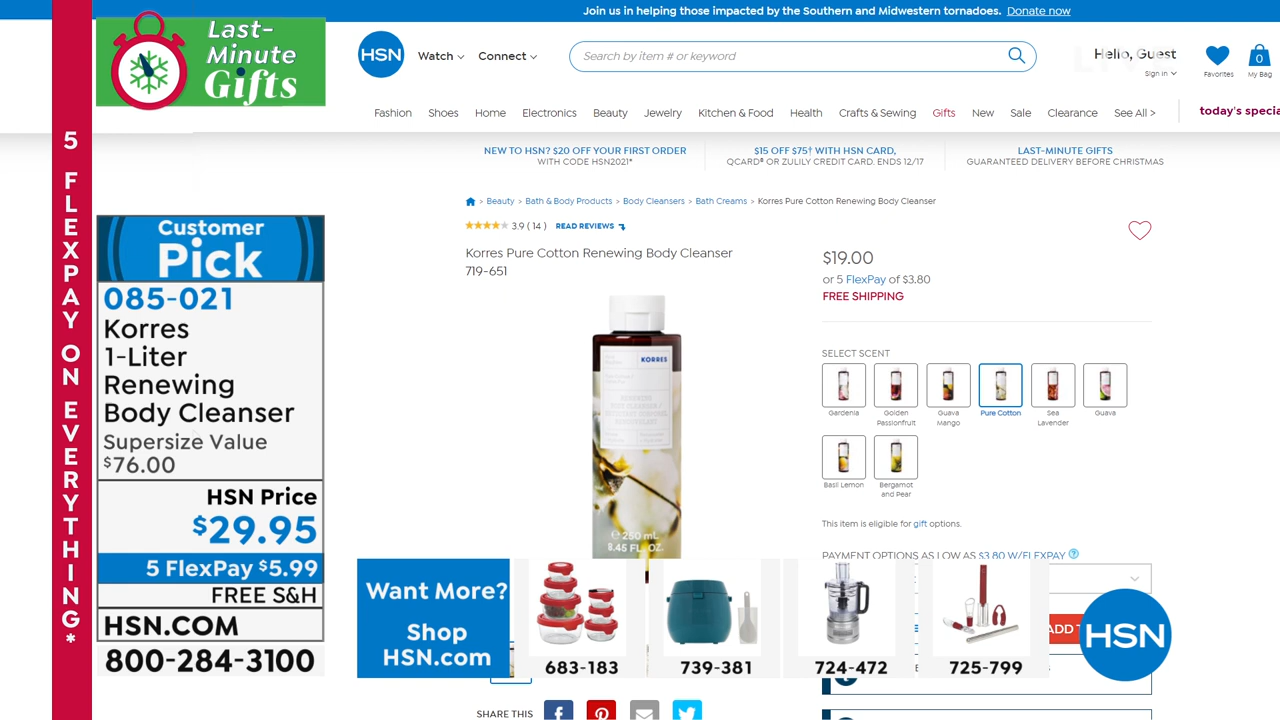 Join us in helping those impacted by the Southern and Midwestern tornadoes. Donate now
Last-
Minute
Gifts
HSN
Watch
Connect
Search by item # or keyword
Hello, Guest
Sign in
Favorites
0
My Bag
Fashion
Shoes
Home
Electronics
Beauty
Jewelry
Kitchen & Food
Health
Crafts & Sewing
Gifts
New
Sale
Clearance
See All >
today's specia
5 FLEXPAY ON EVERYTHING*
NEW TO HSN? $20 OFF YOUR FIRST ORDER
WITH CODE HSN2021*
$15 OFF $75† WITH HSN CARD,
QCARD® OR ZULILY CREDIT CARD. ENDS 12/17
LAST-MINUTE GIFTS
GUARANTEED DELIVERY BEFORE CHRISTMAS
> Beauty > Bath & Body Products > Body Cleansers > Bath Creams > Korres Pure Cotton Renewing Body Cleanser
3.9 ( 14 ) READ REVIEWS
Korres Pure Cotton Renewing Body Cleanser
719-651
$19.00
or 5 FlexPay of $3.80
FREE SHIPPING
Customer
Pick
085-021
Korres
1-Liter
Renewing
Body Cleanser
Supersize Value
$76.00
HSN Price
$29.95
5 FlexPay $5.99
FREE S&H
HSN.COM
800-284-3100
KORRES
℮ 250 mL
8.45 FL. OZ.
SELECT SCENT
Gardenia
Golden
Passionfruit
Guava
Mango
Pure Cotton
Sea
Lavender
Guava
Basil Lemon
Bergamot
and Pear
This item is eligible for gift options.
PAYMENT OPTIONS AS LOW AS $3.80 W/FLEXPAY
ADD T
Want More?
Shop
HSN.com
683-183
739-381
724-472
725-799
HSN
SHARE THIS